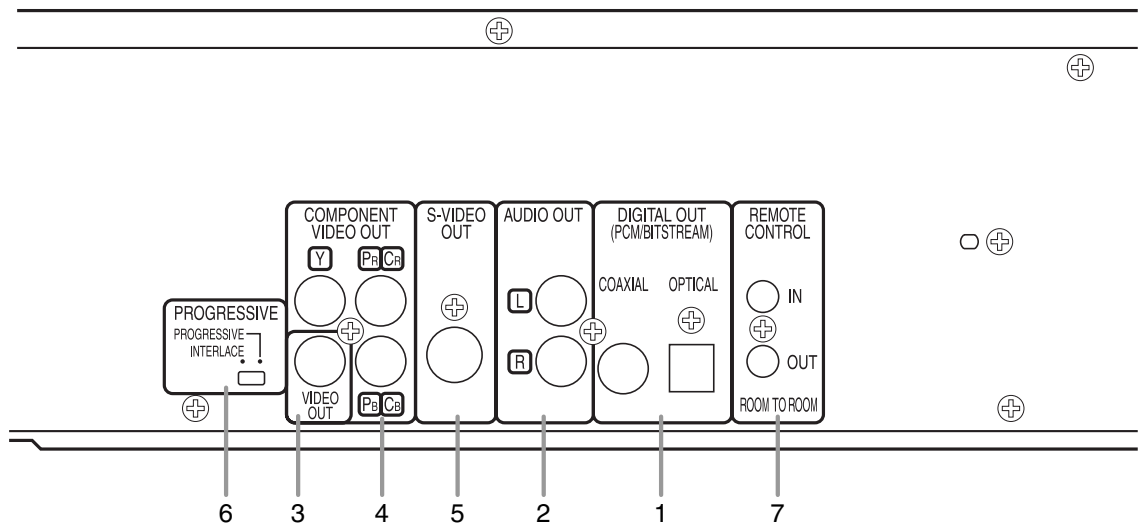 COMPONENT
VIDEO OUT
Y
PR CR
S-VIDEO
OUT
AUDIO OUT
L
R
DIGITAL OUT
(PCM/BITSTREAM)
COAXIAL
OPTICAL
REMOTE
CONTROL
IN
OUT
ROOM TO ROOM
PROGRESSIVE
PROGRESSIVE
INTERLACE
VIDEO
OUT
PB CB
6
3
4
5
2
1
7